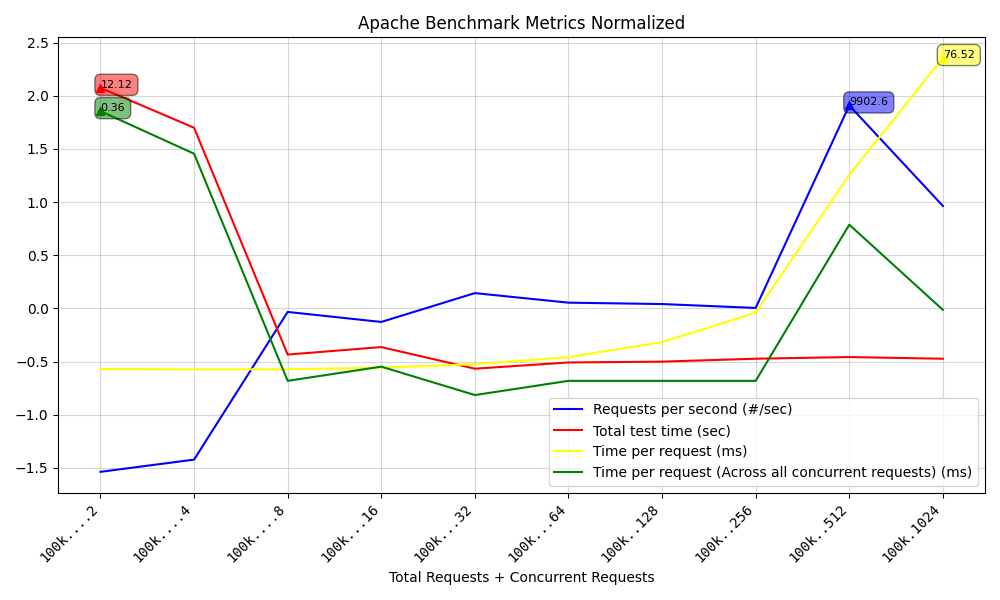 Apache Benchmark Metrics Normalized
2.5
2.0
1.5
1.0
0.5
0.0
−0.5
−1.0
−1.5
12.12
0.36
9902.6
76.52
Requests per second (#/sec)
Total test time (sec)
Time per request (ms)
Time per request (Across all concurrent requests) (ms)
100k....2
100k....4
100k....8
100k...16
100k...32
100k...64
100k..128
100k..256
100k..512
100k.1024
Total Requests + Concurrent Requests